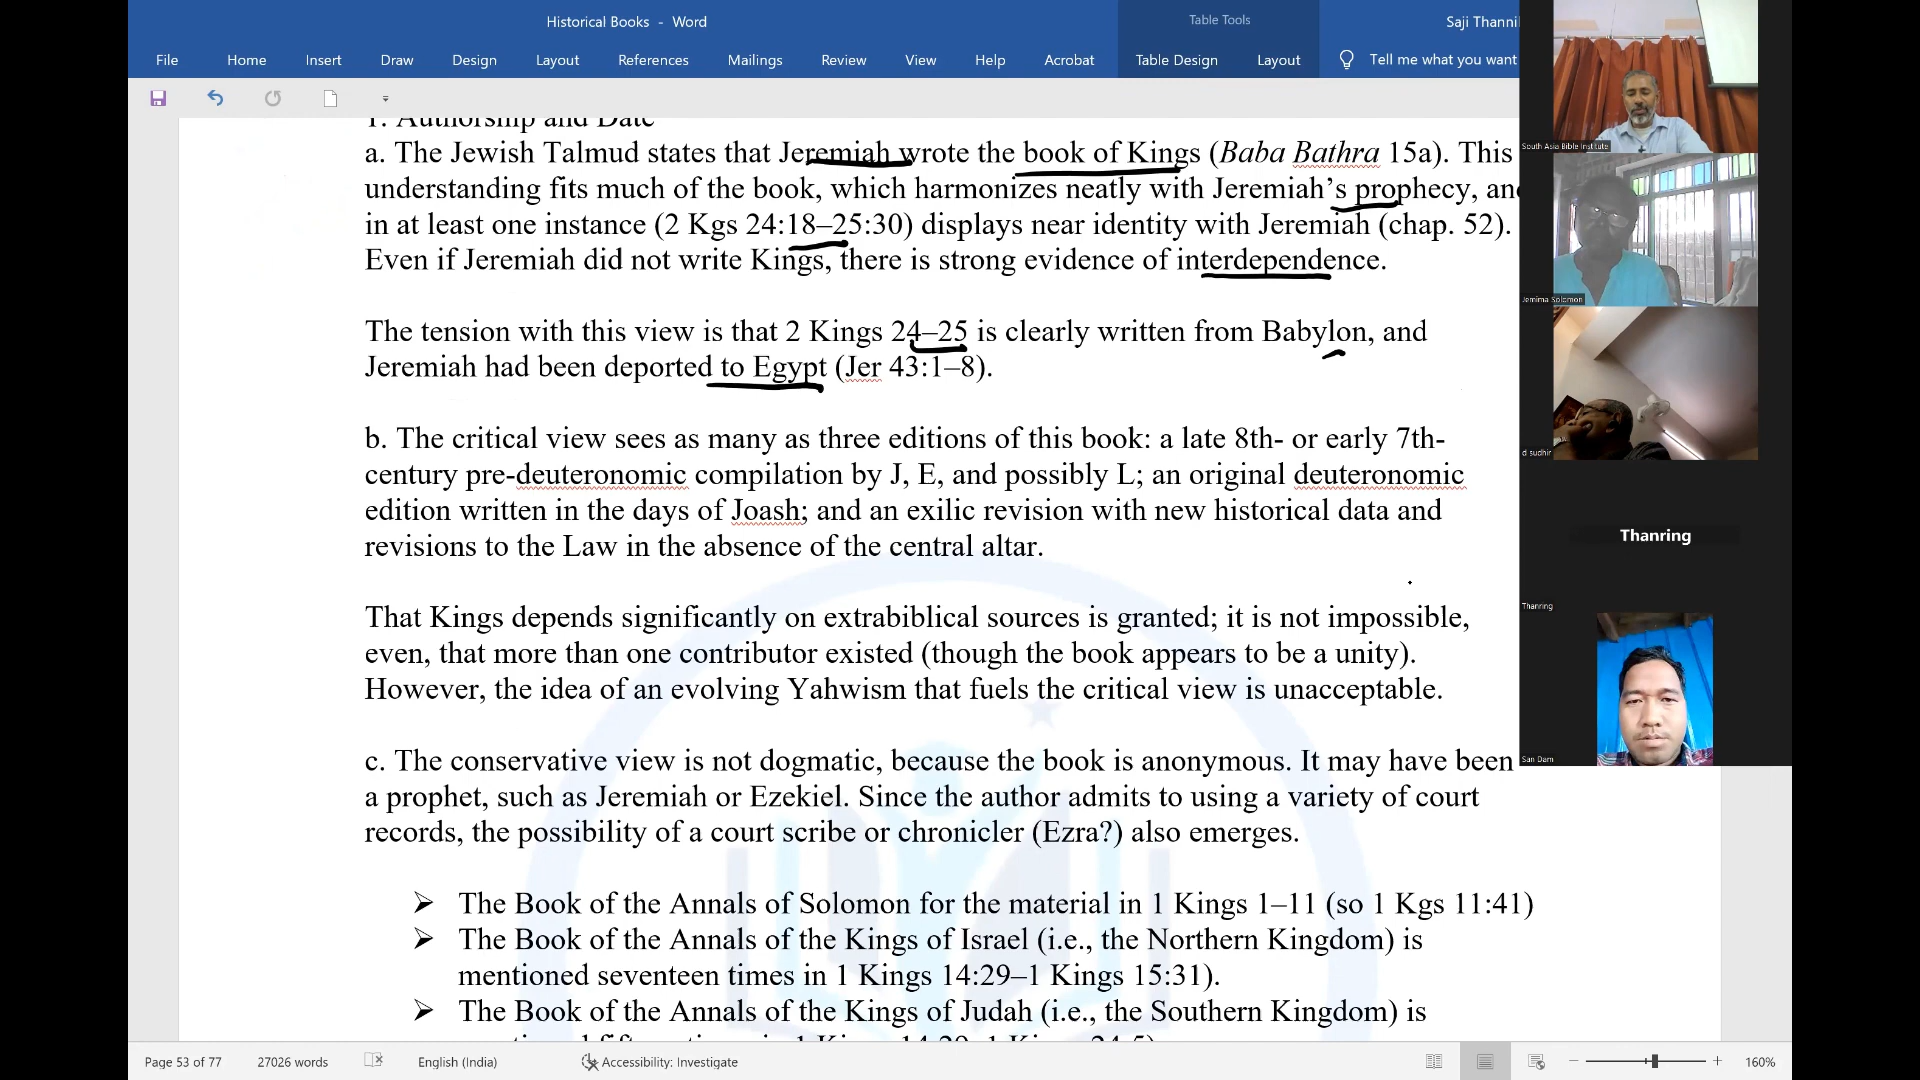 Historical Books - Word
Table Tools
Saji Thannil
File Home Insert Draw Design Layout References Mailings Review View Help Acrobat Table Design Layout Tell me what you want
1. Authorship and Date
a. The Jewish Talmud states that Jeremiah wrote the book of Kings (Baba Bathra 15a). This
understanding fits much of the book, which harmonizes neatly with Jeremiah’s prophecy, and
in at least one instance (2 Kgs 24:18–25:30) displays near identity with Jeremiah (chap. 52).
Even if Jeremiah did not write Kings, there is strong evidence of interdependence.
The tension with this view is that 2 Kings 24–25 is clearly written from Babylon, and
Jeremiah had been deported to Egypt (Jer 43:1–8).
b. The critical view sees as many as three editions of this book: a late 8th- or early 7th-
century pre-deuteronomic compilation by J, E, and possibly L; an original deuteronomic
edition written in the days of Joash; and an exilic revision with new historical data and
revisions to the Law in the absence of the central altar.
That Kings depends significantly on extrabiblical sources is granted; it is not impossible,
even, that more than one contributor existed (though the book appears to be a unity).
However, the idea of an evolving Yahwism that fuels the critical view is unacceptable.
c. The conservative view is not dogmatic, because the book is anonymous. It may have been
a prophet, such as Jeremiah or Ezekiel. Since the author admits to using a variety of court
records, the possibility of a court scribe or chronicler (Ezra?) also emerges.
➢ The Book of the Annals of Solomon for the material in 1 Kings 1–11 (so 1 Kgs 11:41)
➢ The Book of the Annals of the Kings of Israel (i.e., the Northern Kingdom) is
mentioned seventeen times in 1 Kings 14:29–1 Kings 15:31).
➢ The Book of the Annals of the Kings of Judah (i.e., the Southern Kingdom) is
South Asia Bible Institute
Jemima Solomon
d sudhir
Thanring
Thanring
San Dam
Page 53 of 77 27026 words English (India) Accessibility: Investigate 160%